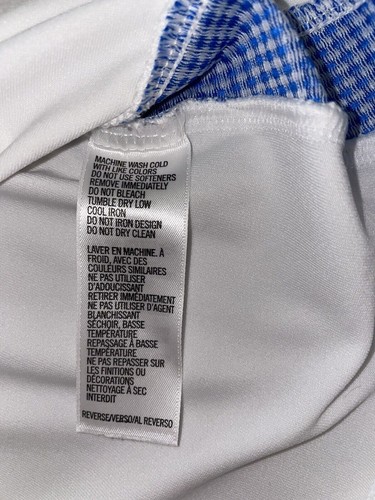 MACHINE WASH COLD
WITH LIKE COLORS
DO NOT USE SOFTENERS
REMOVE IMMEDIATELY
DO NOT BLEACH
TUMBLE DRY LOW
COOL IRON
DO NOT IRON DESIGN
DO NOT DRY CLEAN
LAVER EN MACHINE. À
FROID, AVEC DES
COULEURS SIMILAIRES
NE PAS UTILISER
D'ADOUCISSANT
RETIRER IMMÉDIATEMENT
NE PAS UTILISER D'AGENT
BLANCHISSANT
SÉCHOIR, BASSE
TEMPÉRATURE
REPASSAGE À BASSE
TEMPÉRATURE
NE PAS REPASSER SUR
LES FINITIONS OU
DÉCORATIONS
NETTOYAGE À SEC
INTERDIT
REVERSE/VERSO/AL REVERSO